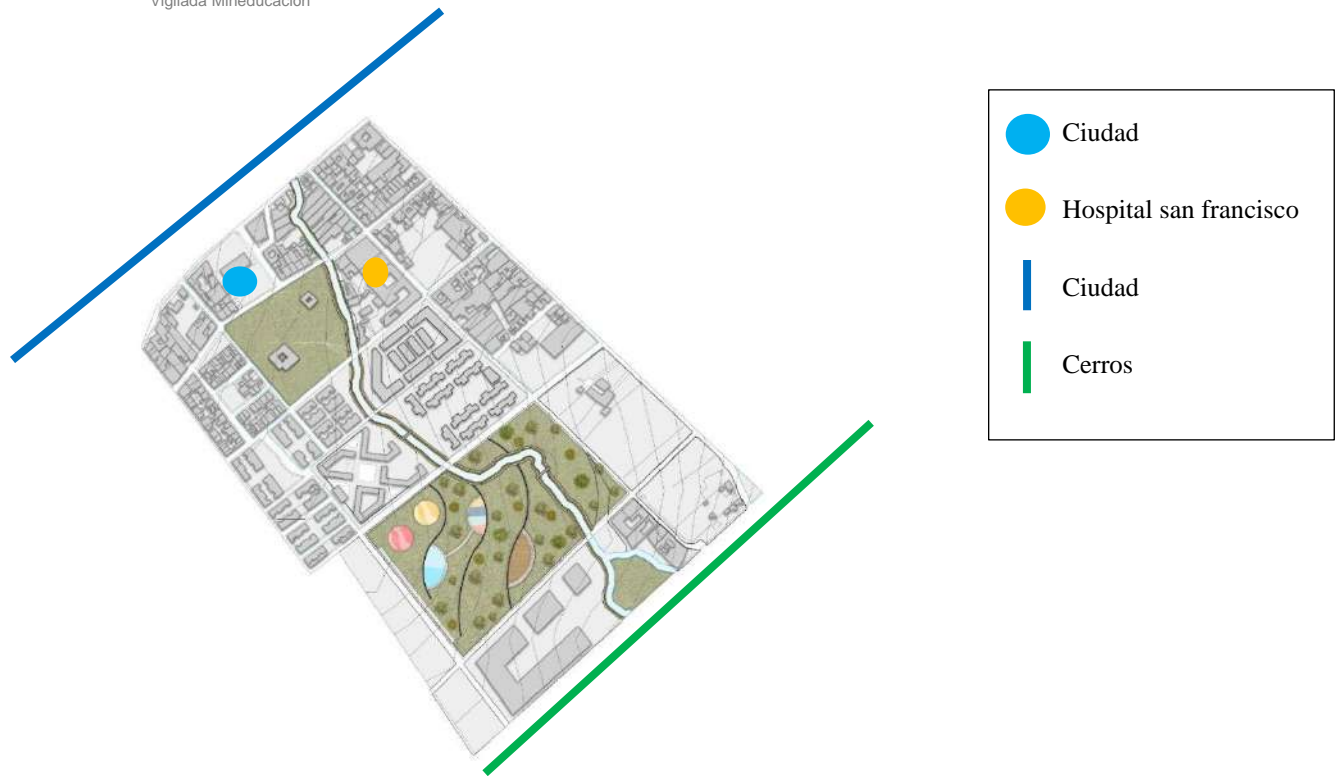 Vigilada Mineducación
Ciudad
Hospital san francisco
Ciudad
Cerros